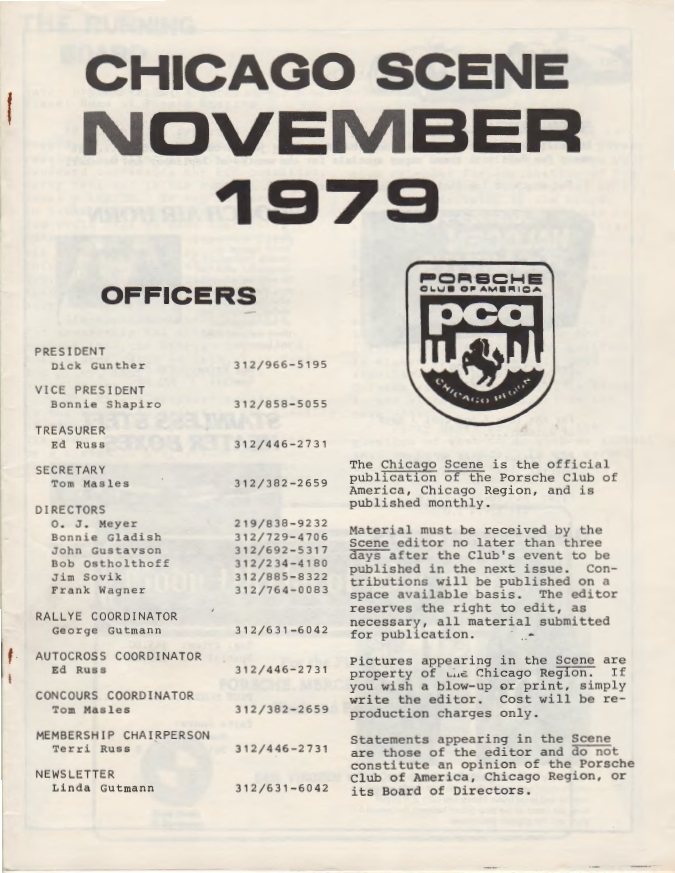 CHICAGO SCENE
NOVEMBER
1979
OFFICERS
PRESIDENT
Dick Gunther 312/966-5195
VICE PRESIDENT
Bonnie Shapiro 312/858-5055
TREASURER
Ed Russ 312/446-2731
SECRETARY
Tom Masles 312/382-2659
DIRECTORS
O. J. Meyer 219/838-9232
Bonnie Gladish 312/729-4706
John Gustavson 312/692-5317
Bob Ostholthoff 312/234-4180
Jim Sovik 312/885-8322
Frank Wagner 312/764-0083
RALLYE COORDINATOR
George Gutmann 312/631-6042
AUTOCROSS COORDINATOR
Ed Russ 312/446-2731
CONCOURS COORDINATOR
Tom Masles 312/382-2659
MEMBERSHIP CHAIRPERSON
Terri Russ 312/446-2731
NEWSLETTER
Linda Gutmann 312/631-6042
PORSCHE
CLUB OF AMERICA
pca
CHICAGO REGION
The Chicago Scene is the official
publication of the Porsche Club of
America, Chicago Region, and is
published monthly.
Material must be received by the
Scene editor no later than three
days after the Club's event to be
published in the next issue. Con-
tributions will be published on a
space available basis. The editor
reserves the right to edit, as
necessary, all material submitted
for publication.
Pictures appearing in the Scene are
property of the Chicago Region. If
you wish a blow-up or print, simply
write the editor. Cost will be re-
production charges only.
Statements appearing in the Scene
are those of the editor and do not
constitute an opinion of the Porsche
Club of America, Chicago Region, or
its Board of Directors.